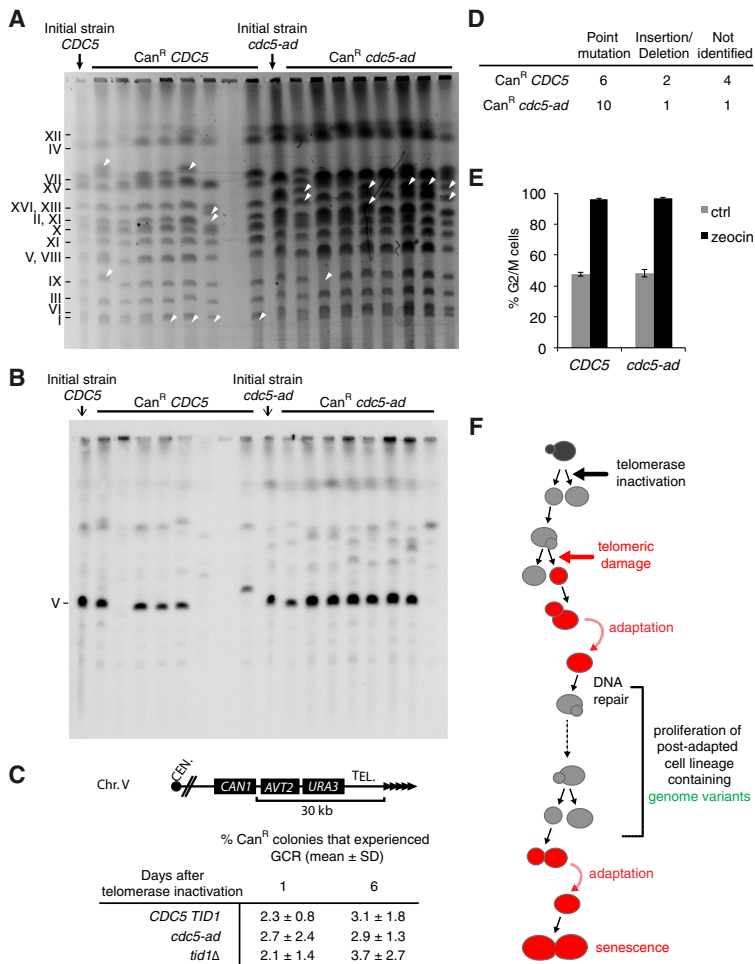 A
Initial strain
CDC5
Can^R CDC5
Initial strain
cdc5-ad
Can^R cdc5-ad
XII
IV
VII
XV
XVI, XIII
II, XI
X
XI
V, VIII
IX
III
VI
I
B
Initial strain
CDC5
Can^R CDC5
Initial strain
cdc5-ad
Can^R cdc5-ad
V
C
Chr. V
CEN.
CAN1
AVT2
URA3
TEL.
30 kb
% Can^R colonies that experienced
GCR (mean ± SD)
Days after
telomerase inactivation
1
6
CDC5 TID1 2.3 ± 0.8 3.1 ± 1.8
cdc5-ad 2.7 ± 2.4 2.9 ± 1.3
tid1Δ 2.1 ± 1.4 3.7 ± 2.7
D
Point
mutation
Insertion/
Deletion
Not
identified
Can^R CDC5 6 2 4
Can^R cdc5-ad 10 1 1
E
% G2/M cells
100
80
60
40
20
0
CDC5
cdc5-ad
ctrl
zeocin
F
telomerase
inactivation
telomeric
damage
adaptation
DNA
repair
proliferation of
post-adapted
cell lineage
containing
genome variants
adaptation
senescence